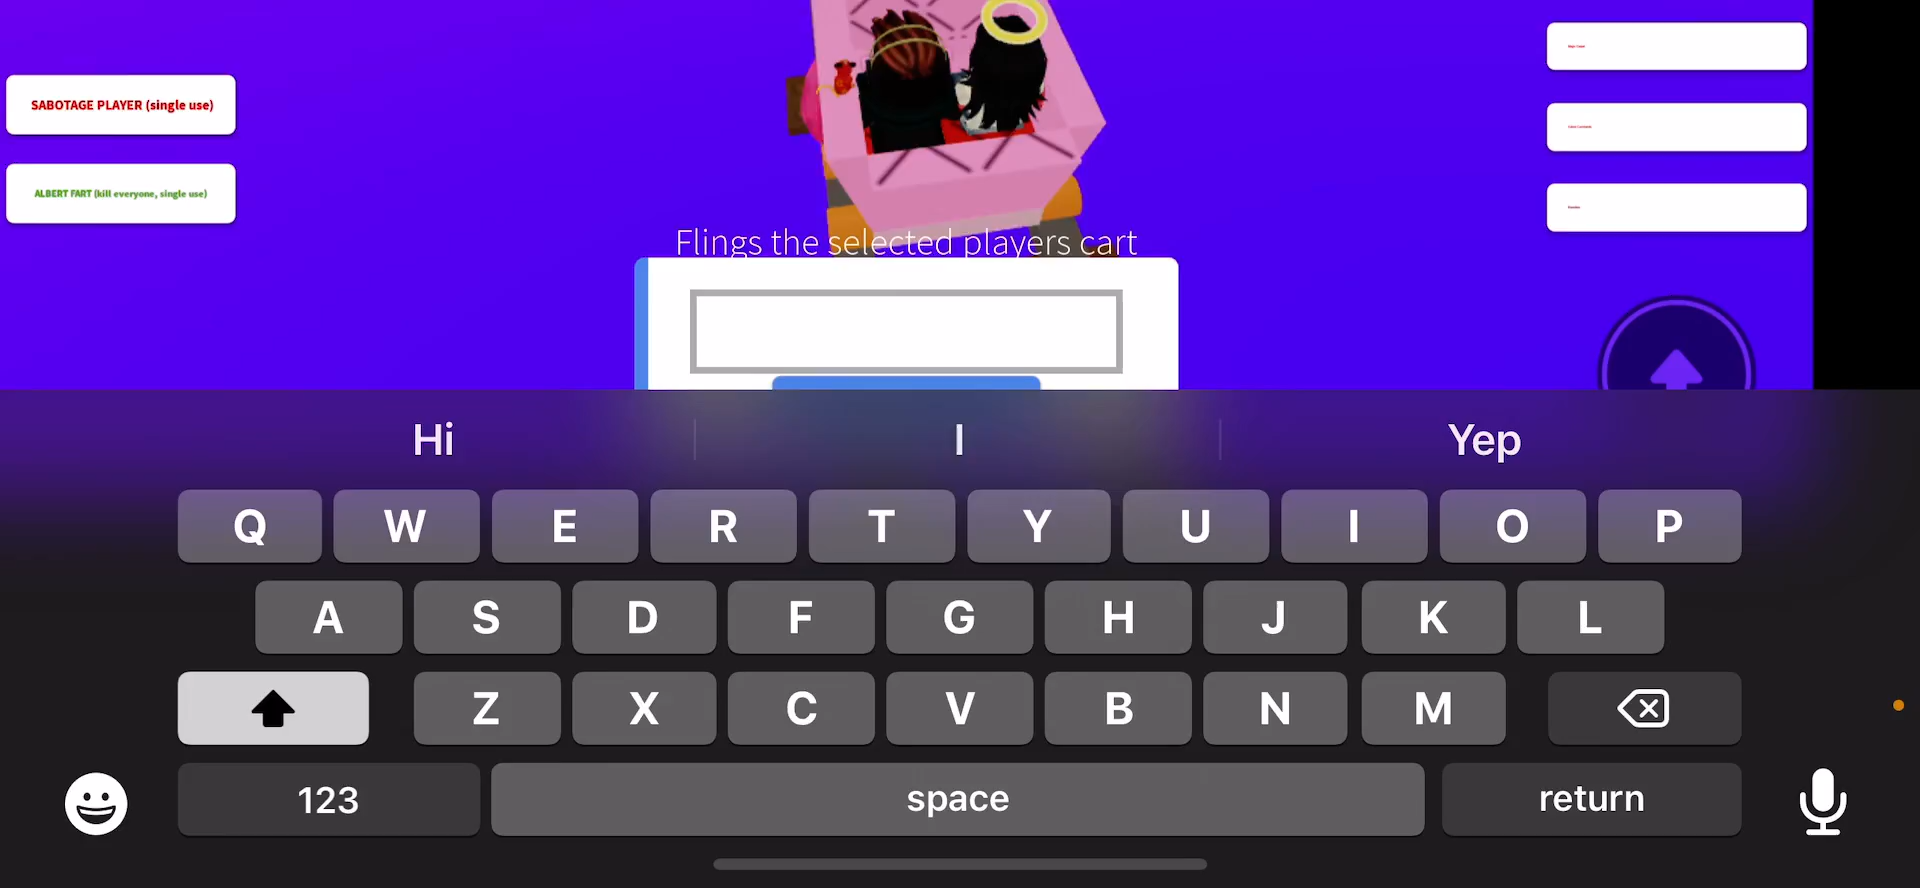 SABOTAGE PLAYER (single use)
ALBERT FART (kill everyone, single use)
Flings the selected players cart
Hi
I
Yep
Q W E R T Y U I O P
A S D F G H J K L
Z X C V B N M
123
space
return